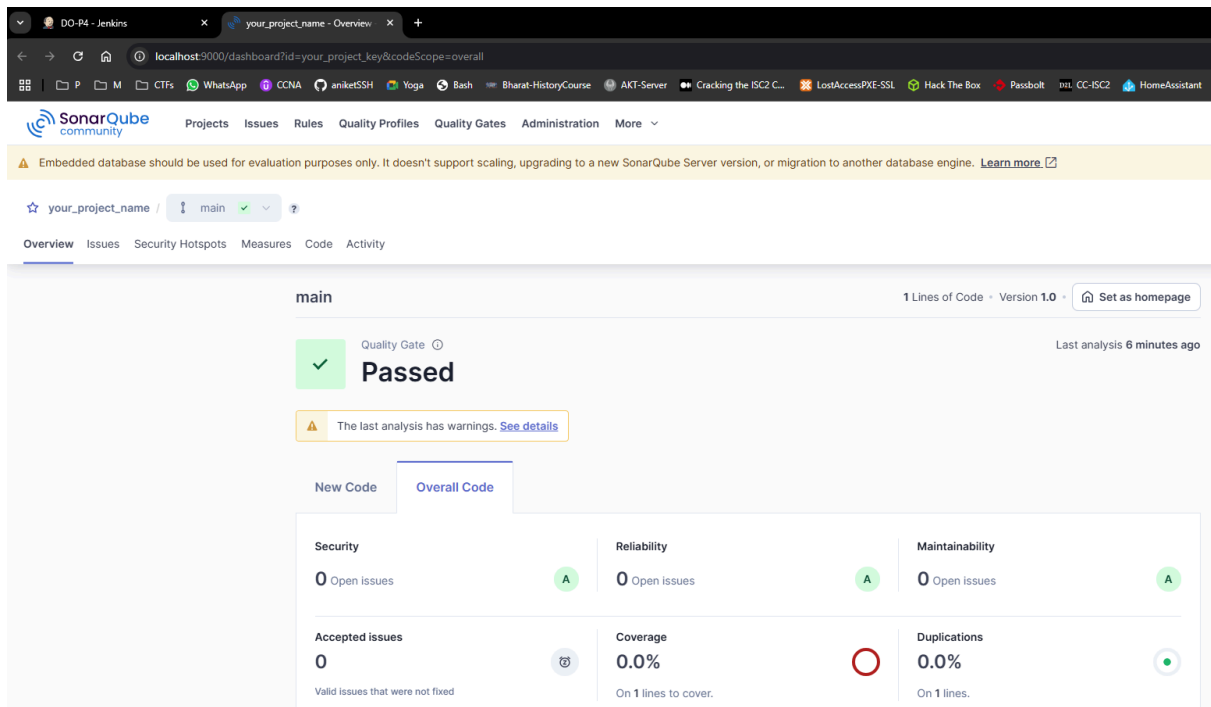 DO-P4 - Jenkins × your_project_name - Overview × +
localhost:9000/dashboard?id=your_project_key&codeScope=overall
P M CTFs WhatsApp CCNA aniketSSH Yoga Bash Bharat-HistoryCourse AKT-Server Cracking the ISC2 C... LostAccessPXE-SSL Hack The Box Passbolt CC-ISC2 HomeAssistant
SonarQube community
Projects Issues Rules Quality Profiles Quality Gates Administration More
Embedded database should be used for evaluation purposes only. It doesn't support scaling, upgrading to a new SonarQube Server version, or migration to another database engine. Learn more
your_project_name / main ?
Overview Issues Security Hotspots Measures Code Activity
main 1 Lines of Code • Version 1.0 • Set as homepage
Quality Gate Last analysis 6 minutes ago
Passed
The last analysis has warnings. See details
New Code Overall Code
Security Reliability Maintainability
0 Open issues A 0 Open issues A 0 Open issues A
Accepted issues Coverage Duplications
0 0.0% 0.0%
Valid issues that were not fixed On 1 lines to cover. On 1 lines.